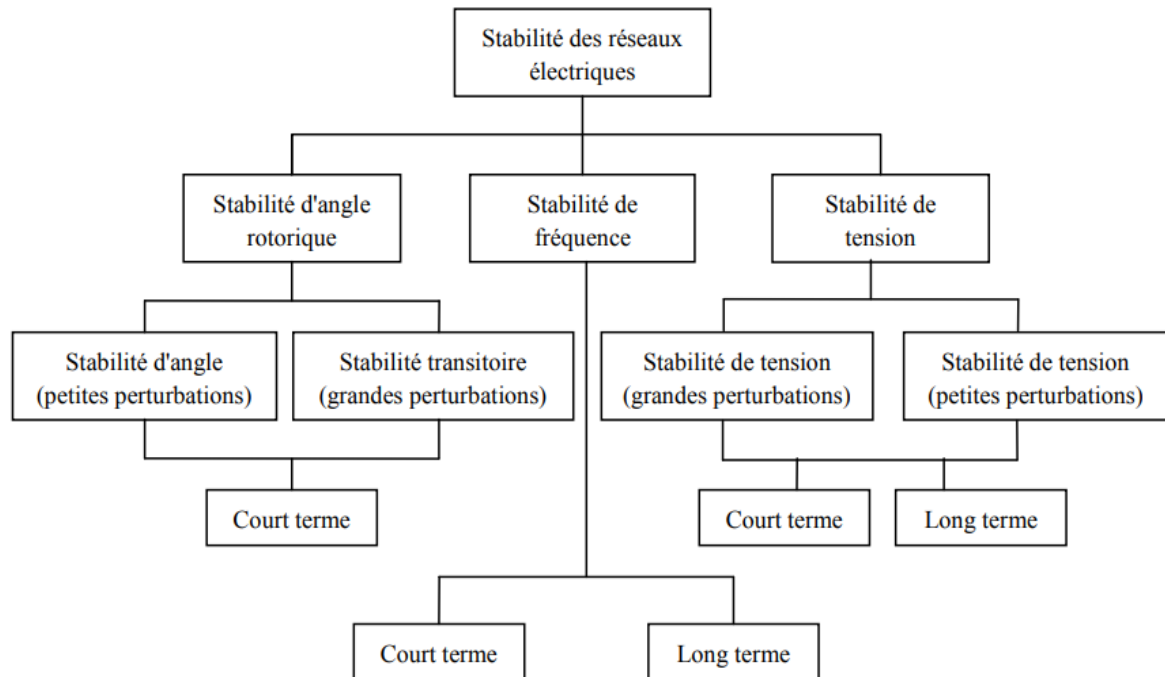 Stabilité des réseaux
électriques
Stabilité d'angle
rotorique
Stabilité de
fréquence
Stabilité de
tension
Stabilité d'angle
(petites perturbations)
Stabilité transitoire
(grandes perturbations)
Stabilité de tension
(grandes perturbations)
Stabilité de tension
(petites perturbations)
Court terme
Court terme
Long terme
Court terme
Long terme